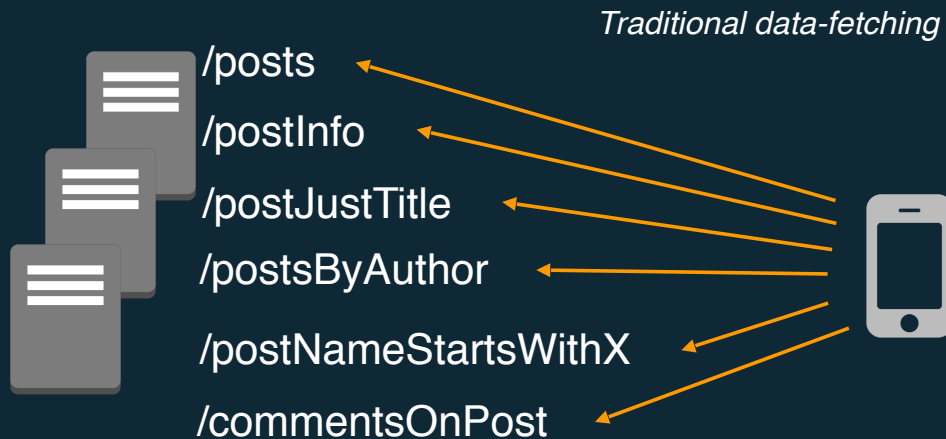 Traditional data-fetching
/posts
/postInfo
/postJustTitle
/postsByAuthor
/postNameStartsWithX
/commentsOnPost